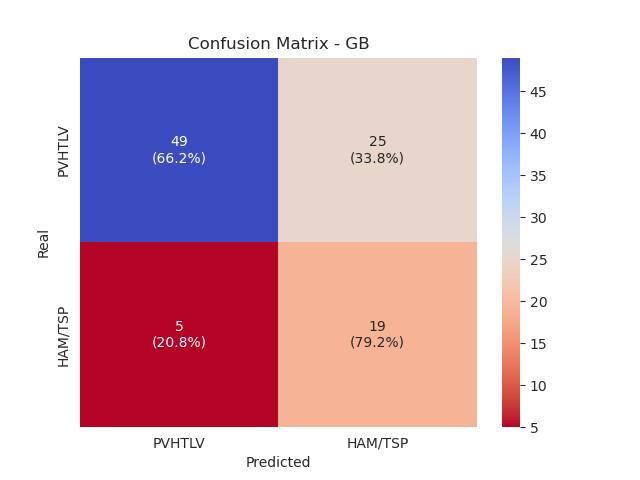 Confusion Matrix - GB
PVHTLV
HAM/TSP
Real
49
(66.2%)
25
(33.8%)
5
(20.8%)
19
(79.2%)
PVHTLV
HAM/TSP
Predicted
45
40
35
30
25
20
15
10
5